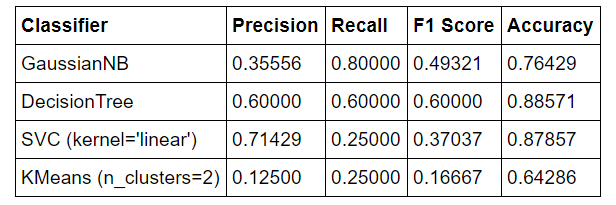 Classifier Precision Recall F1 Score Accuracy
GaussianNB 0.35556 0.80000 0.49321 0.76429
DecisionTree 0.60000 0.60000 0.60000 0.88571
SVC (kernel='linear') 0.71429 0.25000 0.37037 0.87857
KMeans (n_clusters=2) 0.12500 0.25000 0.16667 0.64286